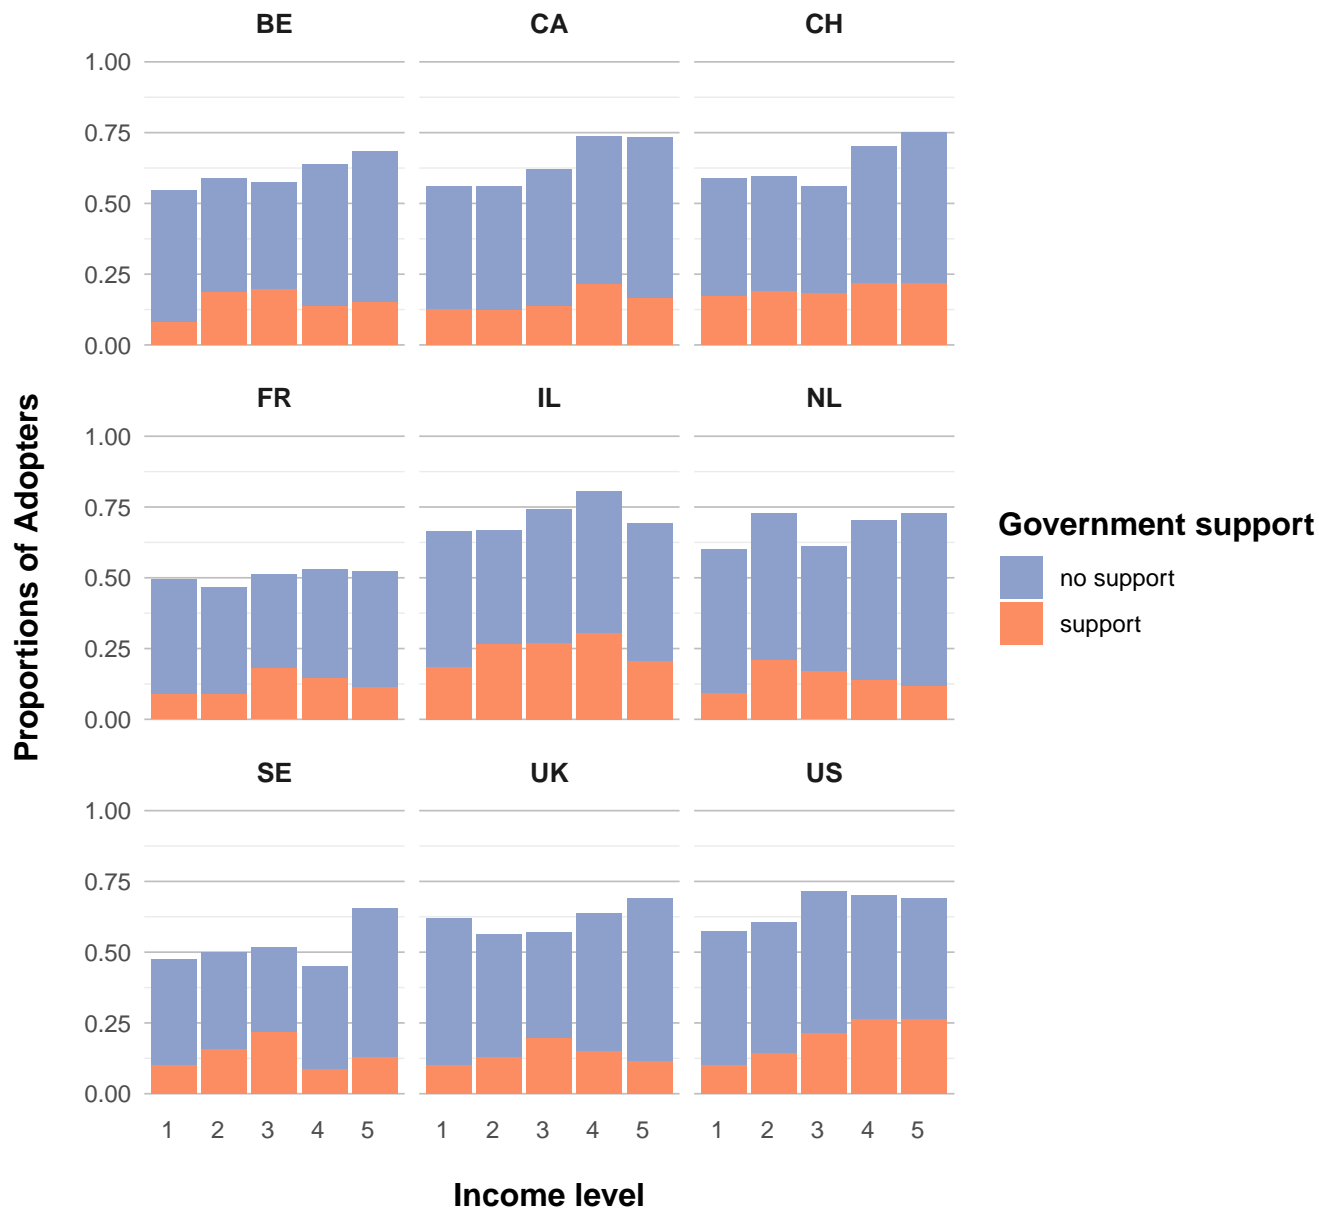 BE CA CH
1.00
0.75
0.50
0.25
0.00
FR IL NL
1.00
0.75
0.50
0.25
0.00
SE UK US
1.00
0.75
0.50
0.25
0.00
1 2 3 4 5 1 2 3 4 5 1 2 3 4 5
Income level
Proportions of Adopters
Government support
no support
support